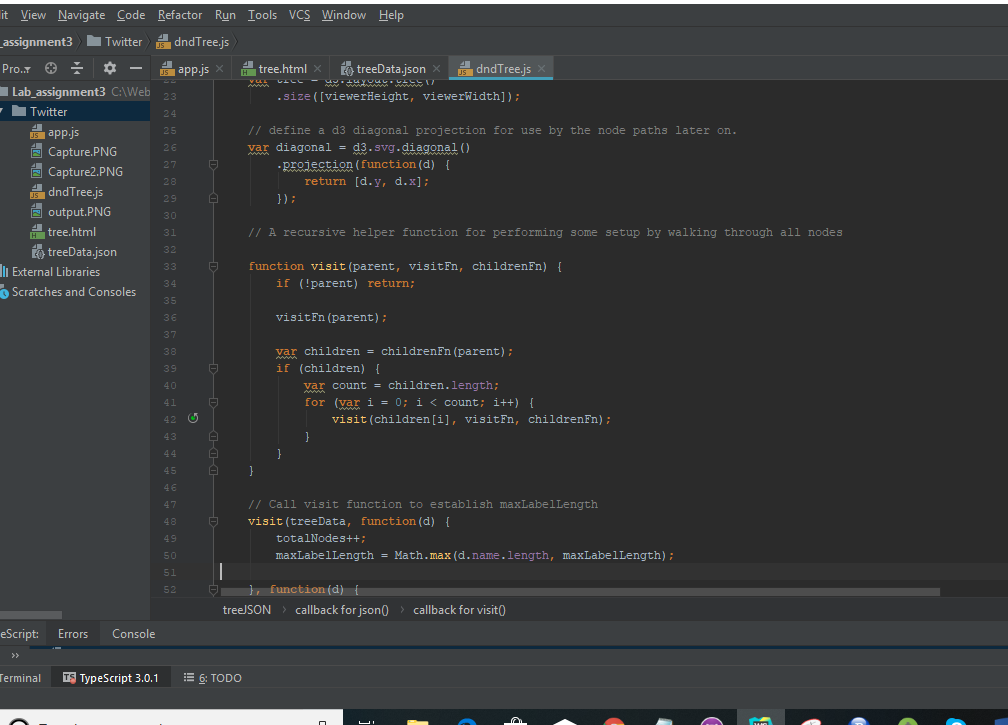 it View Navigate Code Refactor Run Tools VCS Window Help
_assignment3 Twitter dndTree.js
Pro.. app.js tree.html treeData.json dndTree.js
Lab_assignment3 C:\Web
Twitter
app.js
Capture.PNG
Capture2.PNG
dndTree.js
output.PNG
tree.html
treeData.json
External Libraries
Scratches and Consoles
22 var tree = d3.layout.tree()
23 .size([viewerHeight, viewerWidth]);
24
25 // define a d3 diagonal projection for use by the node paths later on.
26 var diagonal = d3.svg.diagonal()
27 .projection(function(d) {
28 return [d.y, d.x];
29 });
30
31 // A recursive helper function for performing some setup by walking through all nodes
32
33 function visit(parent, visitFn, childrenFn) {
34 if (!parent) return;
35
36 visitFn(parent);
37
38 var children = childrenFn(parent);
39 if (children) {
40 var count = children.length;
41 for (var i = 0; i < count; i++) {
42 visit(children[i], visitFn, childrenFn);
43 }
44 }
45 }
46
47 // Call visit function to establish maxLabelLength
48 visit(treeData, function(d) {
49 totalNodes++;
50 maxLabelLength = Math.max(d.name.length, maxLabelLength);
51
52 }, function(d) {
treeJSON callback for json() callback for visit()
eScript: Errors Console
Terminal TypeScript 3.0.1 6: TODO